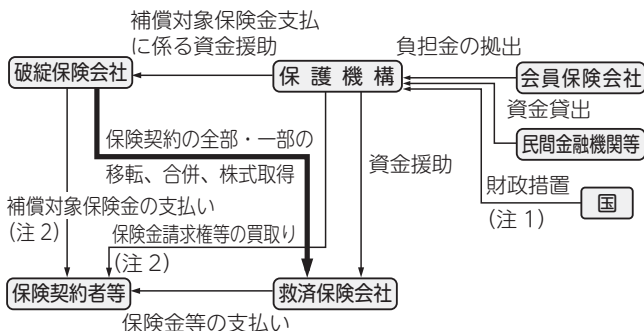 補償対象保険金支払
に係る資金援助
負担金の拠出
破綻保険会社
保護機構
会員保険会社
資金貸出
保険契約の全部・一部の
移転、合併、株式取得
資金援助
民間金融機関等
財政措置
(注1)
国
補償対象保険金の支払い
(注2)
保険金請求権等の買取り
(注2)
保険契約者等
救済保険会社
保険金等の支払い